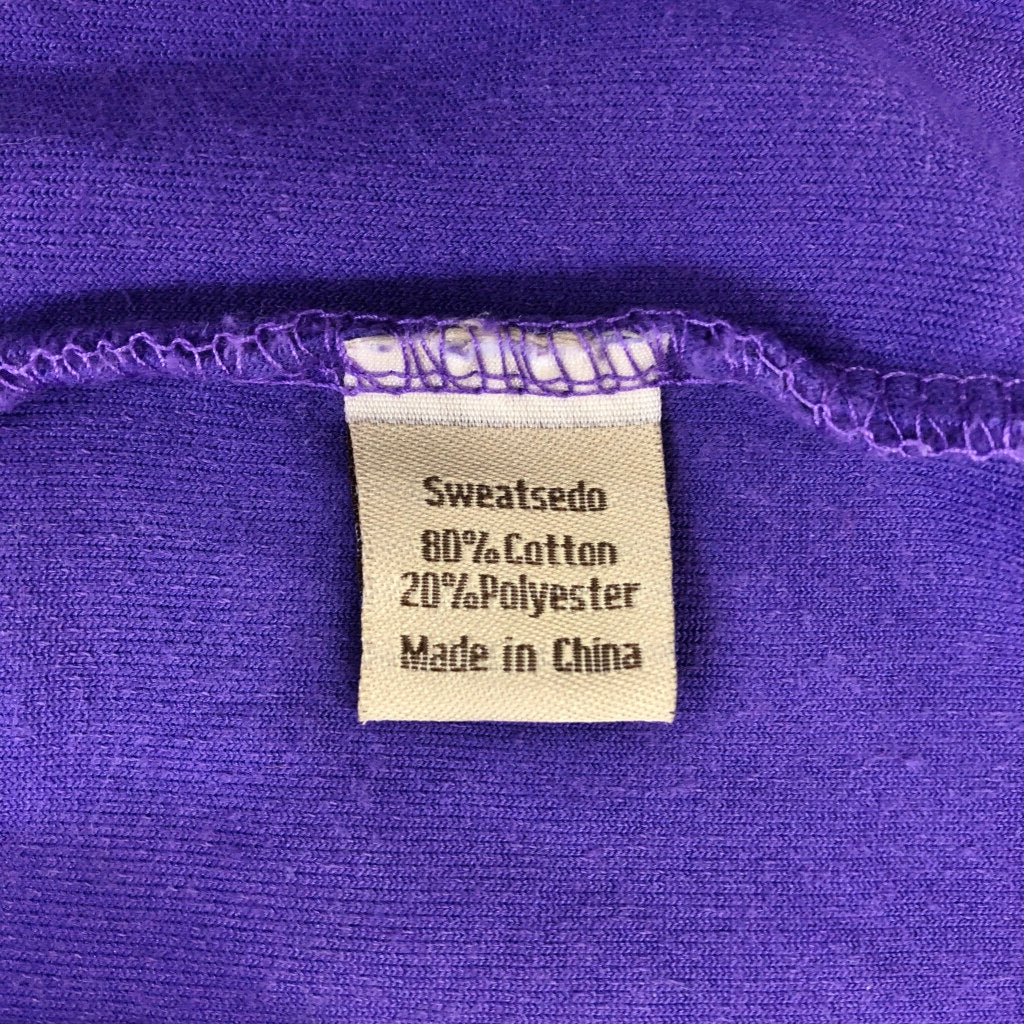 Sweatsedo
80% Cotton
20%Polyester
Made in China